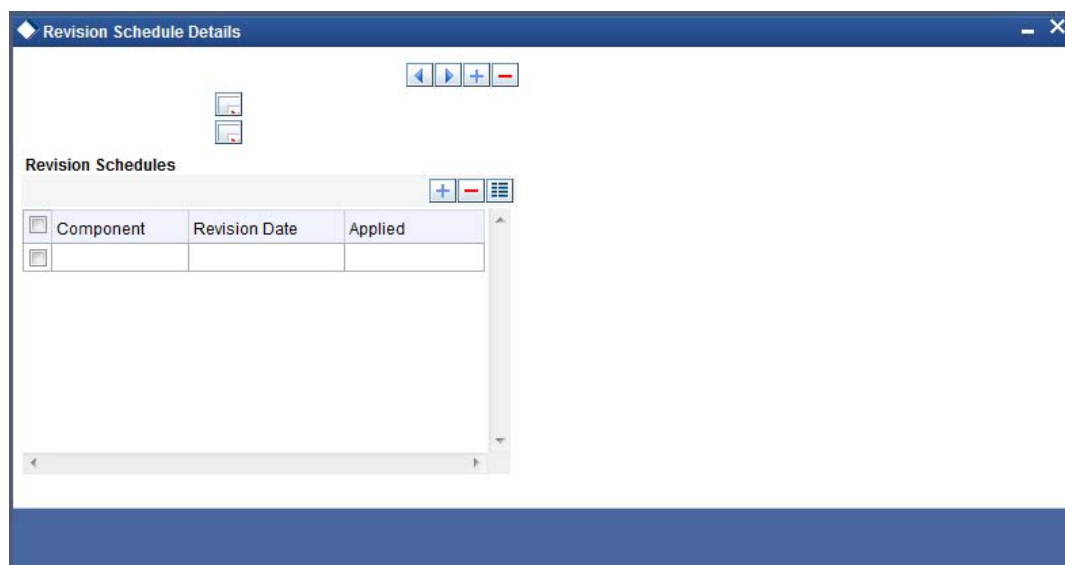 Revision Schedule Details
Revision Schedules
Component Revision Date Applied